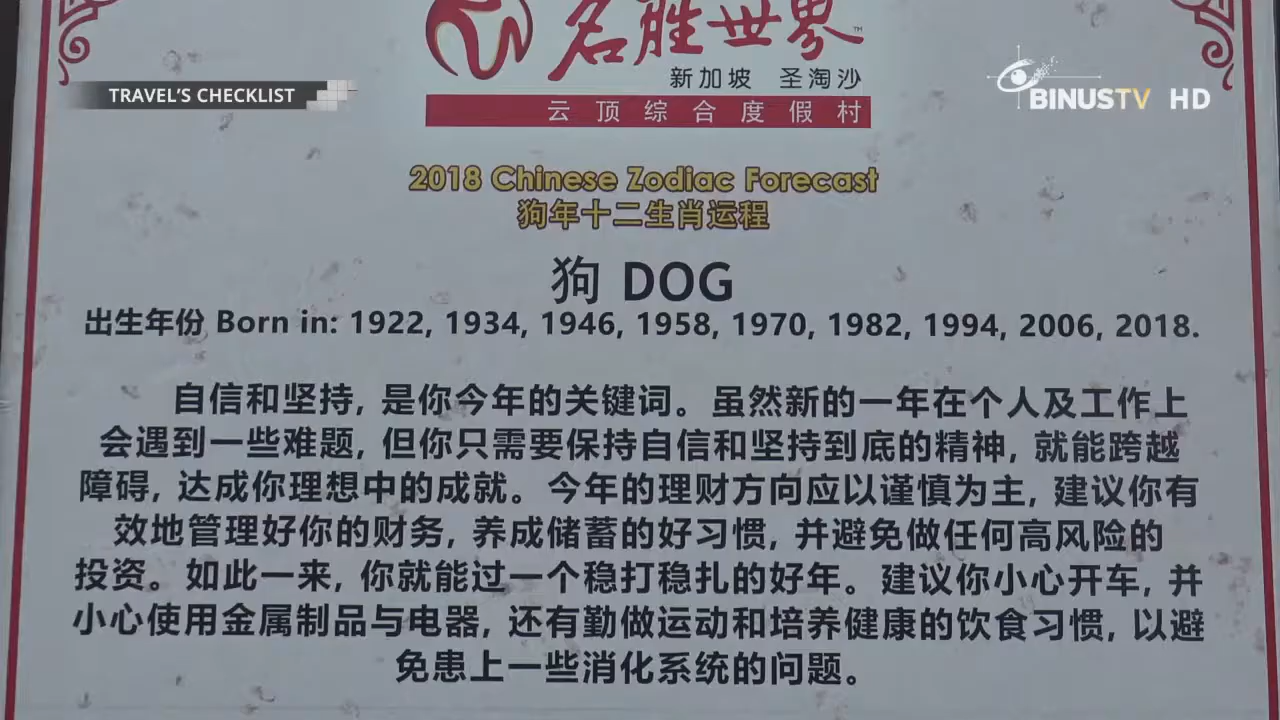 名胜世界™
新加坡 圣淘沙
云顶综合度假村
TRAVEL'S CHECKLIST
BINUSTV HD
2018 Chinese Zodiac Forecast
狗年十二生肖运程
狗 DOG
出生年份 Born in: 1922, 1934, 1946, 1958, 1970, 1982, 1994, 2006, 2018.
自信和坚持, 是你今年的关键词。虽然新的一年在个人及工作上
会遇到一些难题, 但你只需要保持自信和坚持到底的精神, 就能跨越
障碍, 达成你理想中的成就。今年的理财方向应以谨慎为主, 建议你有
效地管理好你的财务, 养成储蓄的好习惯, 并避免做任何高风险的
投资。如此一来, 你就能过一个稳打稳扎的好年。建议你小心开车, 并
小心使用金属制品与电器, 还有勤做运动和培养健康的饮食习惯, 以避
免患上一些消化系统的问题。